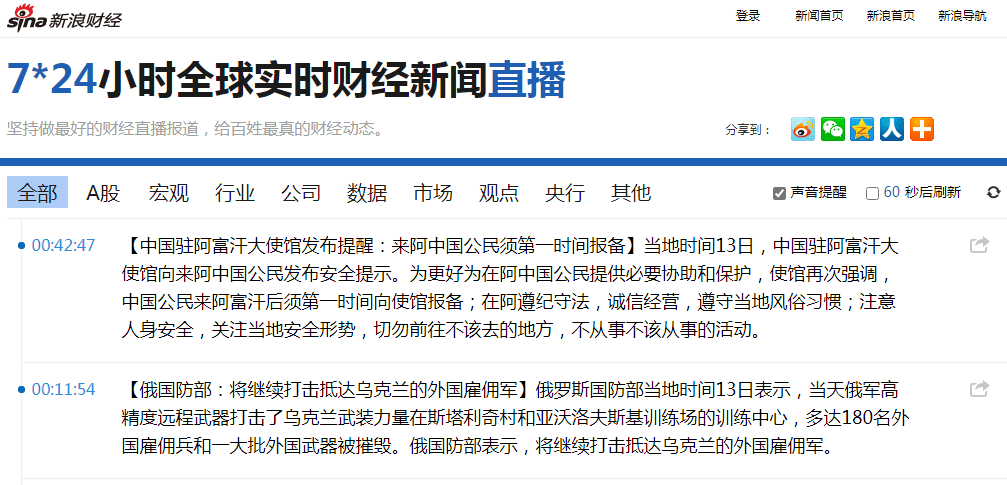 sina 新浪财经
登录 新闻首页 新浪首页 新浪导航
7*24小时全球实时财经新闻直播
坚持做最好的财经直播报道，给百姓最真的财经动态。
分享到：
全部 A股 宏观 行业 公司 数据 市场 观点 央行 其他 声音提醒 60 秒后刷新
00:42:47 【中国驻阿富汗大使馆发布提醒：来阿中国公民须第一时间报备】当地时间13日，中国驻阿富汗大
使馆向来阿中国公民发布安全提示。为更好为在阿中国公民提供必要协助和保护，使馆再次强调，
中国公民来阿富汗后须第一时间向使馆报备；在阿遵纪守法，诚信经营，遵守当地风俗习惯；注意
人身安全，关注当地安全形势，切勿前往不该去的地方，不从事不该从事的活动。
00:11:54 【俄国防部：将继续打击抵达乌克兰的外国雇佣军】俄罗斯国防部当地时间13日表示，当天俄军高
精度远程武器打击了乌克兰武装力量在斯塔利奇村和亚沃洛夫斯基训练场的训练中心，多达180名外
国雇佣兵和一大批外国武器被摧毁。俄国防部表示，将继续打击抵达乌克兰的外国雇佣军。